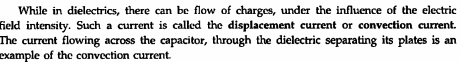 While in dielectrics, there can be flow of charges, under the influence of the electric
field intensity. Such a current is called the displacement current or convection current.
The current flowing across the capacitor, through the dielectric separating its plates is an
example of the convection current.